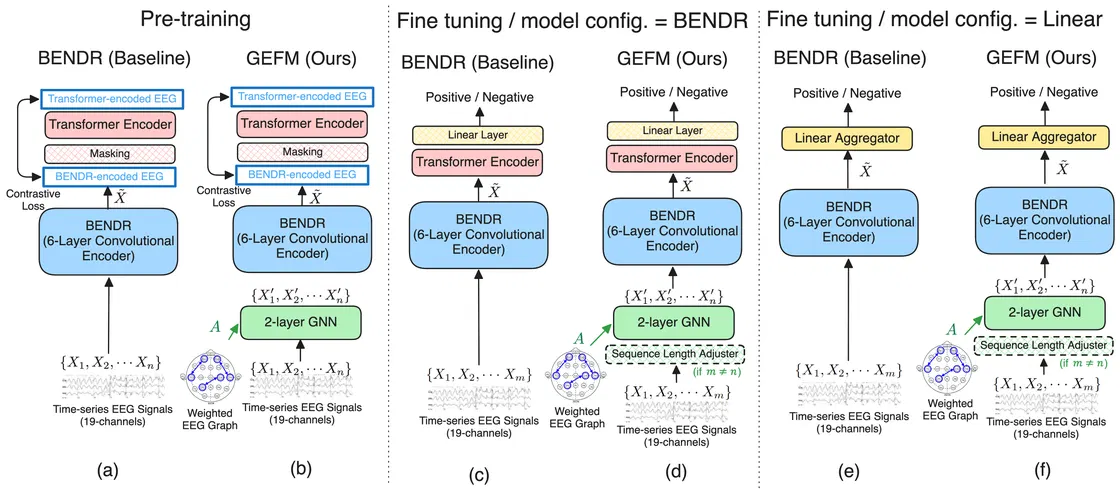 Pre-training
BENDR (Baseline)
Transformer-encoded EEG
Transformer Encoder
Masking
BENDR-encoded EEG
Contrastive
Loss
X̃
BENDR
(6-Layer Convolutional
Encoder)
{X₁, X₂, ⋯ Xₙ}
Time-series EEG Signals
(19-channels)
(a)
GEFM (Ours)
Transformer-encoded EEG
Transformer Encoder
Masking
BENDR-encoded EEG
Contrastive
Loss
X̃
BENDR
(6-Layer Convolutional
Encoder)
{X′₁, X′₂, ⋯ X′ₙ}
2-layer GNN
A
{X₁, X₂, ⋯ Xₙ}
Weighted
EEG Graph
Time-series EEG Signals
(19-channels)
(b)
Fine tuning / model config. = BENDR
BENDR (Baseline)
Positive / Negative
Linear Layer
Transformer Encoder
X̃
BENDR
(6-Layer Convolutional
Encoder)
{X₁, X₂, ⋯ Xₘ}
Time-series EEG Signals
(19-channels)
(c)
GEFM (Ours)
Positive / Negative
Linear Layer
Transformer Encoder
X̃
BENDR
(6-Layer Convolutional
Encoder)
{X′₁, X′₂, ⋯ X′ₙ}
2-layer GNN
A
Sequence Length Adjuster
(if m ≠ n)
{X₁, X₂, ⋯ Xₘ}
Weighted
EEG Graph
Time-series EEG Signals
(19-channels)
(d)
Fine tuning / model config. = Linear
BENDR (Baseline)
Positive / Negative
Linear Aggregator
X̃
BENDR
(6-Layer Convolutional
Encoder)
{X₁, X₂, ⋯ Xₘ}
Time-series EEG Signals
(19-channels)
(e)
GEFM (Ours)
Positive / Negative
Linear Aggregator
X̃
BENDR
(6-Layer Convolutional
Encoder)
{X′₁, X′₂, ⋯ X′ₙ}
2-layer GNN
A
Sequence Length Adjuster
(if m ≠ n)
{X₁, X₂, ⋯ Xₘ}
Weighted
EEG Graph
Time-series EEG Signals
(19-channels)
(f)